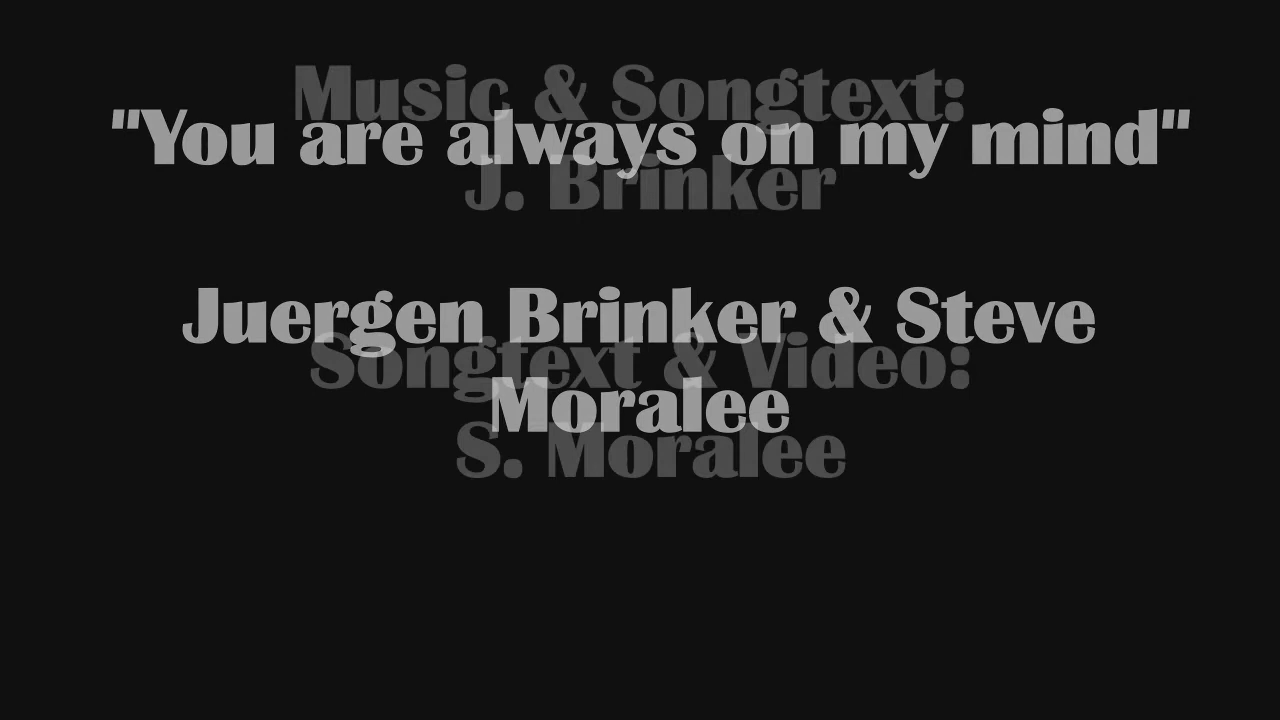 Music & Songtext:
"You are always on my mind"
J. Brinker
Juergen Brinker & Steve
Songtext & Video:
Moralee
S. Moralee